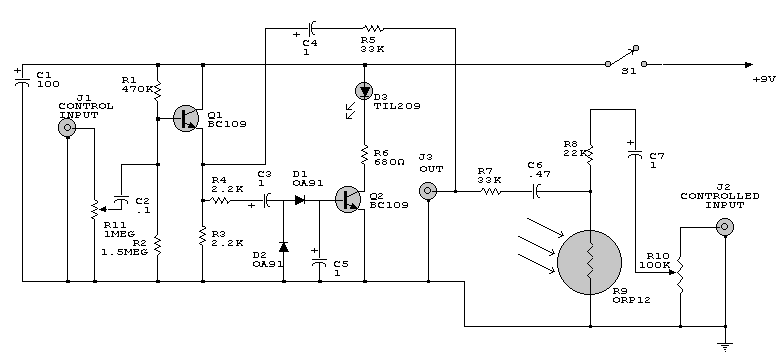 +
C4
1
R5
33K
S1
+9V
+
C1
100
J1
CONTROL
INPUT
R1
470K
Q1
BC109
D3
TIL209
R6
680Ω
J3
OUT
R8
22K
+
C7
1
R4
2.2K
C3
1
+
D1
OA91
Q2
BC109
R7
33K
C6
.47
J2
CONTROLLED
INPUT
C2
.1
R11
1MEG
R2
1.5MEG
R3
2.2K
D2
OA91
+
C5
1
R10
100K
R9
ORP12